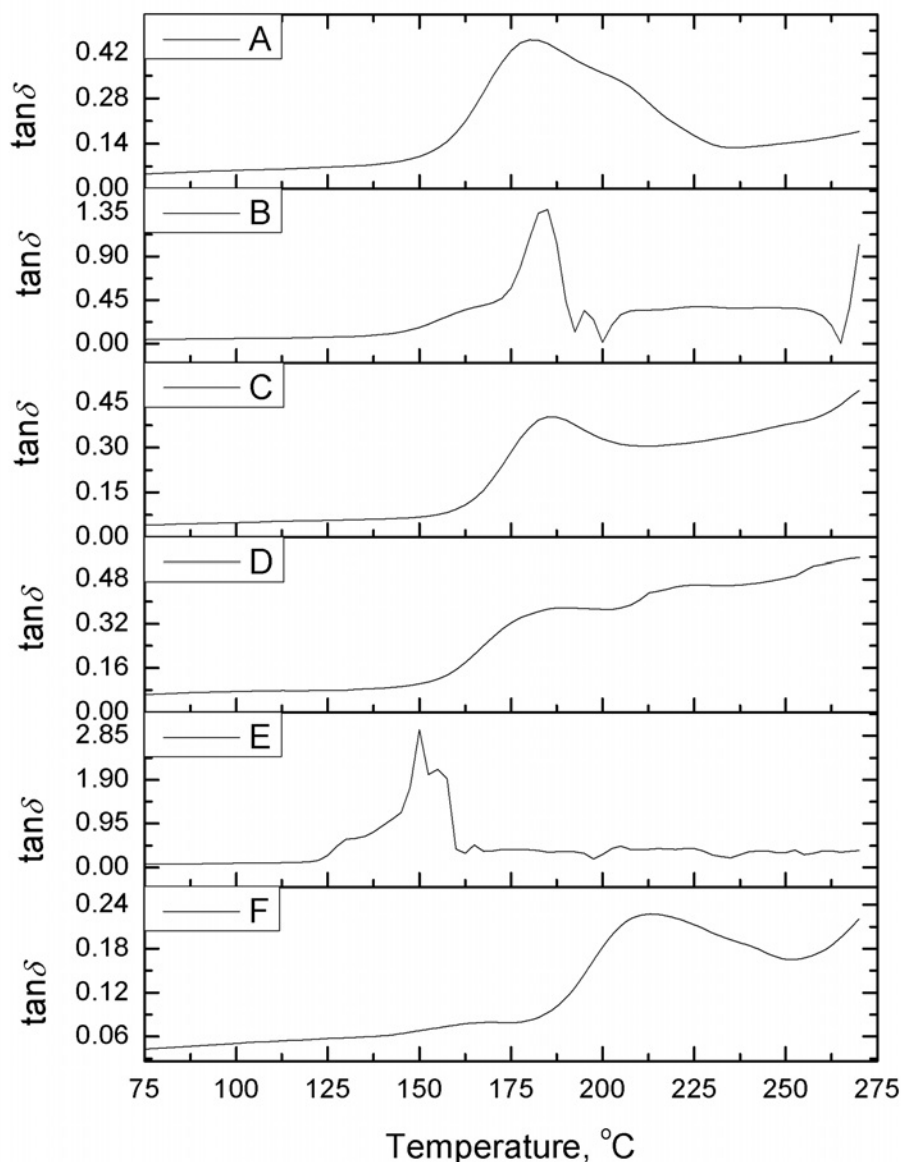 A
0.42
0.28
0.14
0.00
tanδ
B
1.35
0.90
0.45
0.00
tanδ
C
0.45
0.30
0.15
0.00
tanδ
D
0.48
0.32
0.16
0.00
tanδ
E
2.85
1.90
0.95
0.00
tanδ
F
0.24
0.18
0.12
0.06
tanδ
75 100 125 150 175 200 225 250 275
Temperature, °C